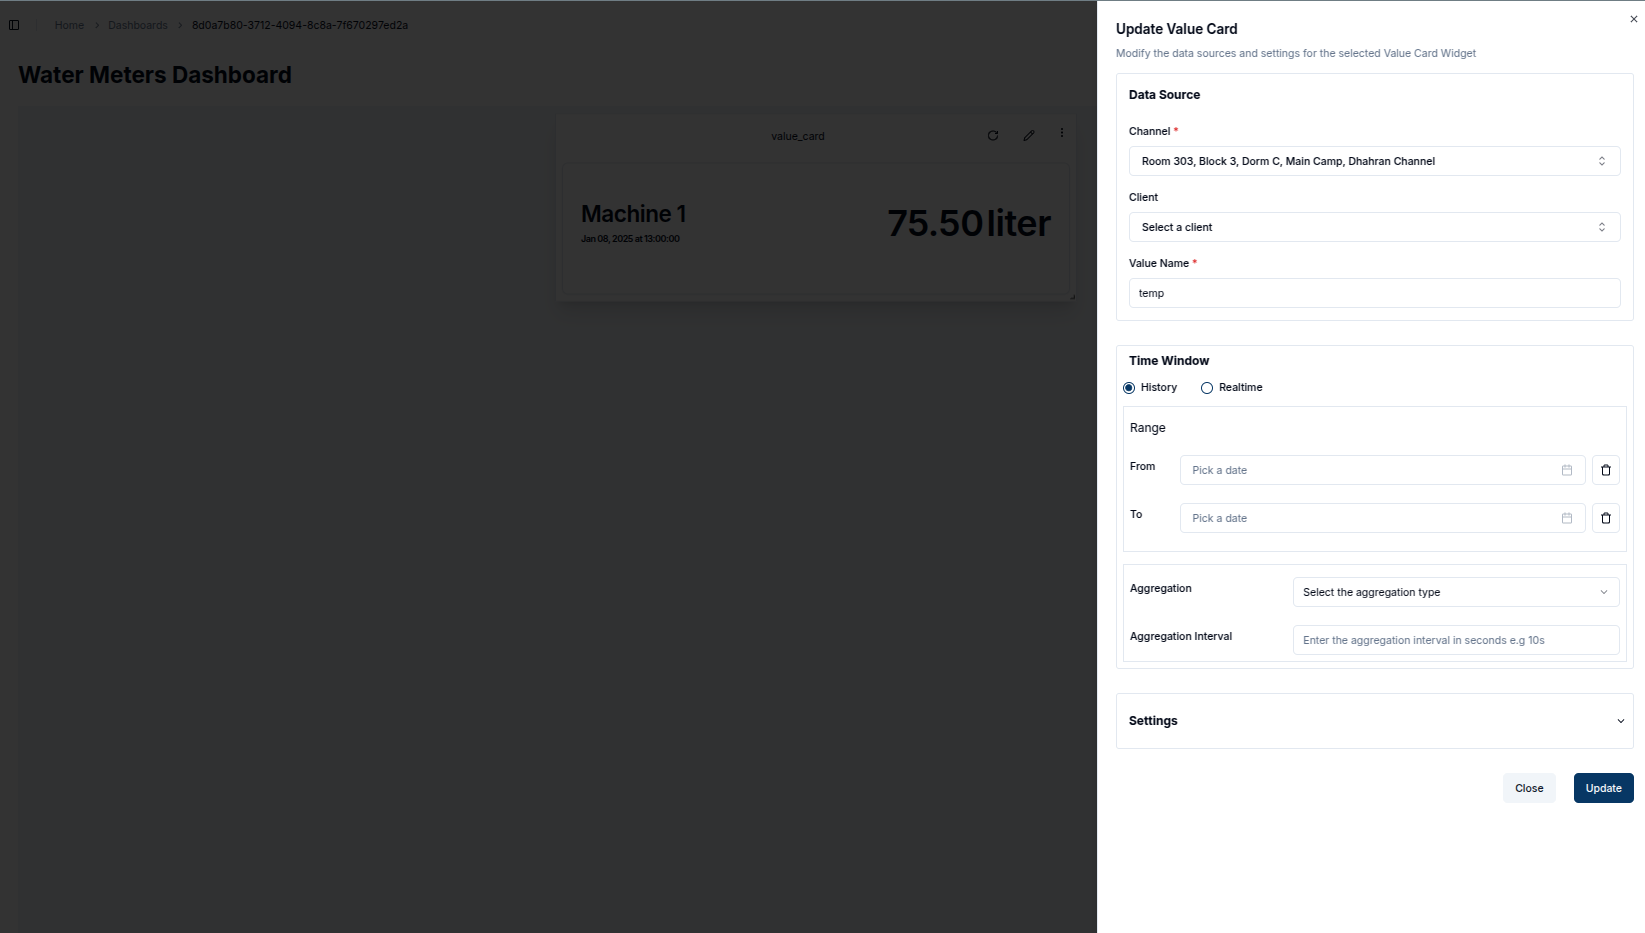 Home > Dashboards > 8d0a7b80-3712-4094-8c8a-7f670297ed2a
Water Meters Dashboard
value_card
Machine 1
Jan 08, 2025 at 13:00:00
75.50 liter
Update Value Card
Modify the data sources and settings for the selected Value Card Widget
Data Source
Channel *
Room 303, Block 3, Dorm C, Main Camp, Dhahran Channel
Client
Select a client
Value Name *
temp
Time Window
History Realtime
Range
From Pick a date
To Pick a date
Aggregation Select the aggregation type
Aggregation Interval Enter the aggregation interval in seconds e.g 10s
Settings
Close Update